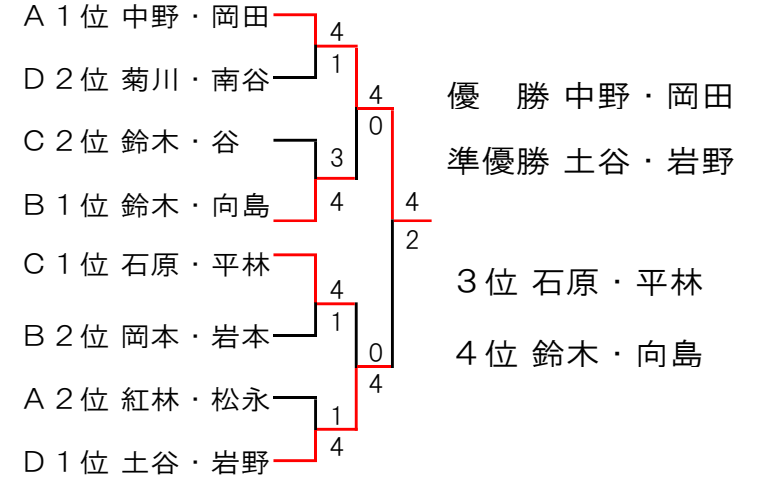 A1位 中野・岡田
D2位 菊川・南谷
C2位 鈴木・谷
B1位 鈴木・向島
C1位 石原・平林
B2位 岡本・岩本
A2位 紅林・松永
D1位 土谷・岩野
4
1
3
4
4
1
1
4
4
0
0
4
4
2
優 勝 中野・岡田
準優勝 土谷・岩野
3位 石原・平林
4位 鈴木・向島